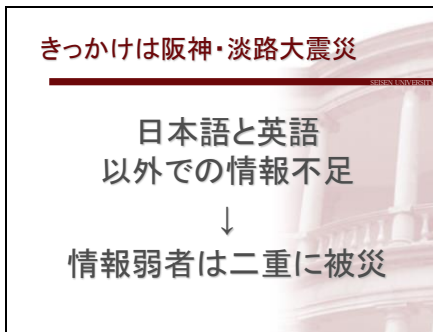 きっかけは阪神・淡路大震災
SEISEN UNIVERSITY
日本語と英語
以外での情報不足
↓
情報弱者は二重に被災